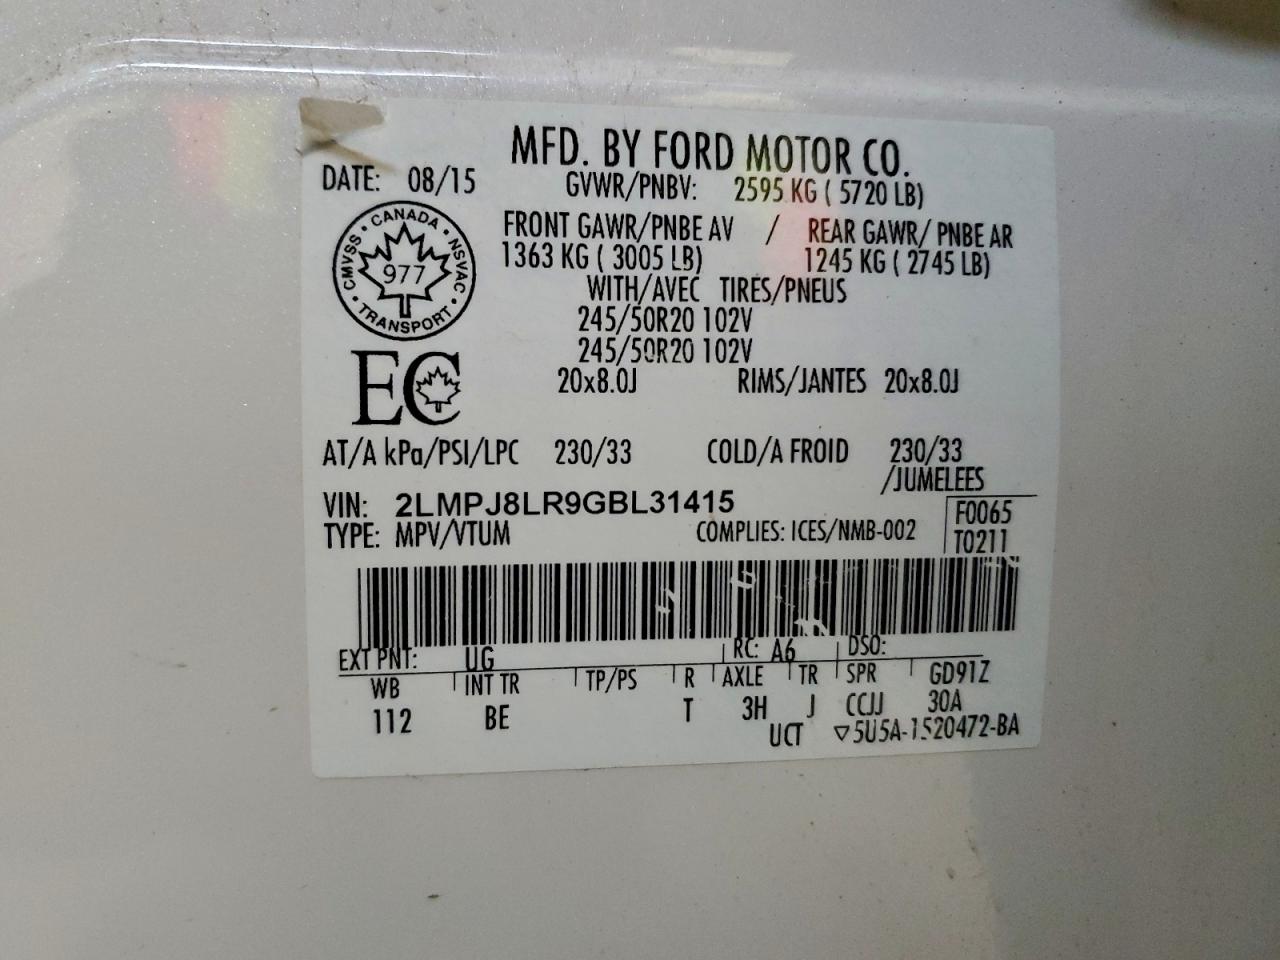 MFD. BY FORD MOTOR CO.
DATE: 08/15 GVWR/PNBV: 2595 KG ( 5720 LB)
FRONT GAWR/PNBE AV / REAR GAWR/ PNBE AR
1363 KG ( 3005 LB) 1245 KG ( 2745 LB)
WITH/AVEC TIRES/PNEUS
245/50R20 102V
245/50R20 102V
20x8.0J RIMS/JANTES 20x8.0J
CANADA
CMVSS • NSVAC
977
TRANSPORT
EC
AT/A kPa/PSI/LPC 230/33 COLD/A FROID 230/33
/JUMELEES
VIN: 2LMPJ8LR9GBL31415 F0065
TYPE: MPV/VTUM COMPLIES: ICES/NMB-002 T0211
EXT PNT: UG RC: A6 DSO:
WB INT TR TP/PS R AXLE TR SPR GD91Z
112 BE T 3H J CCJJ 30A
UCT ▽5U5A-1520472-BA